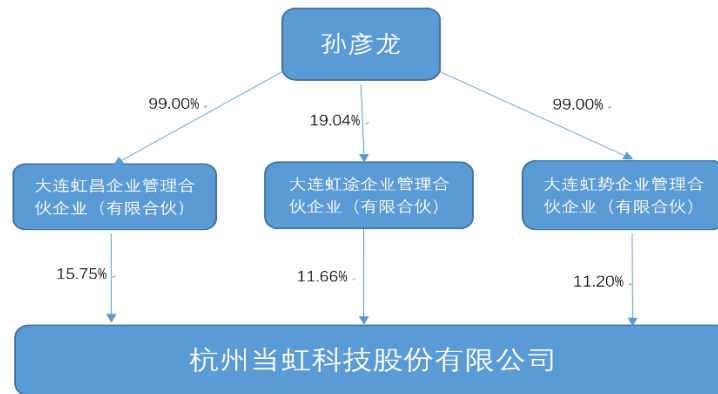 孙彦龙
99.00%
19.04%
99.00%
大连虹昌企业管理合
伙企业（有限合伙）
大连虹途企业管理合
伙企业（有限合伙）
大连虹势企业管理合
伙企业（有限合伙）
15.75%
11.66%
11.20%
杭州当虹科技股份有限公司